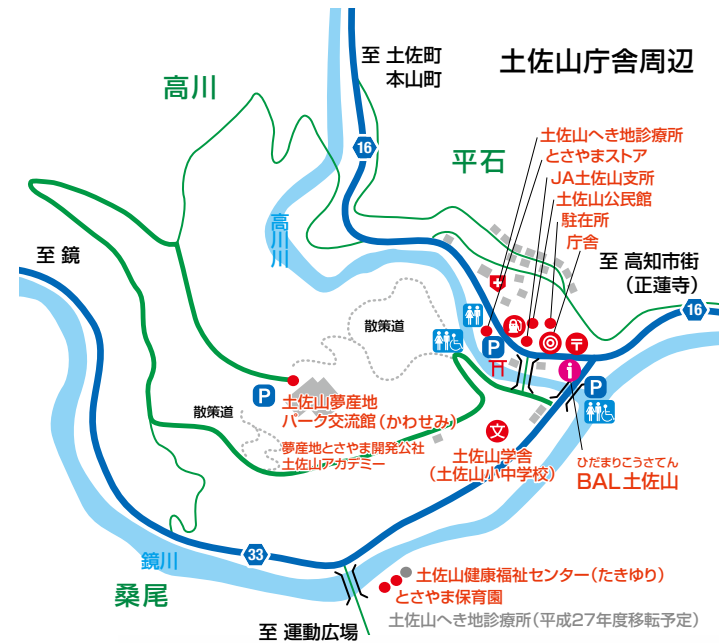 土佐山庁舎周辺
至 土佐町
本山町
高川
16
平石
土佐山へき地診療所
とさやまストア
JA土佐山支所
土佐山公民館
駐在所
庁舎
高川川
至 鏡
至 高知市街
(正蓮寺)
16
散策道
P
〒
i
P
P
散策道
土佐山夢産地
パーク交流館(かわせみ)
夢産地とさやま開発公社
土佐山アカデミー
文
土佐山学舎
(土佐山小中学校)
ひだまりこうさてん
BAL土佐山
33
鏡川
桑尾
土佐山健康福祉センター(たきゆり)
とさやま保育園
土佐山へき地診療所(平成27年度移転予定)
至 運動広場